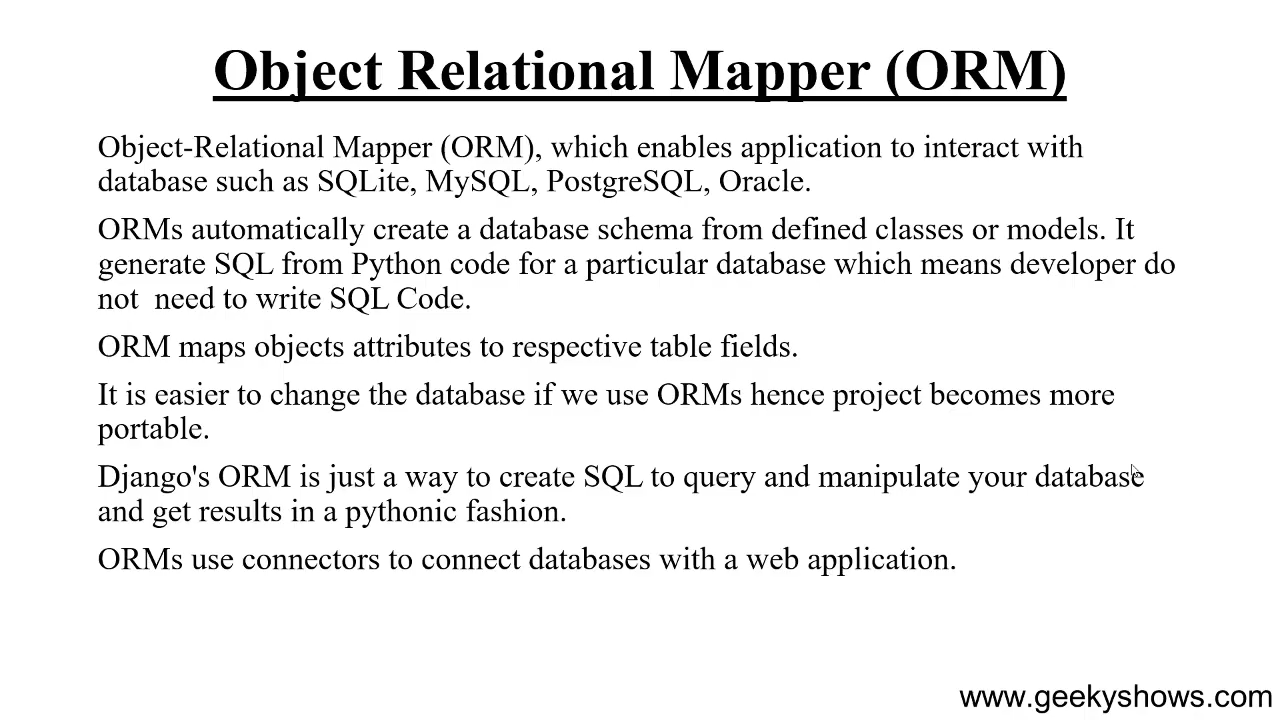 Object Relational Mapper (ORM)
Object-Relational Mapper (ORM), which enables application to interact with
database such as SQLite, MySQL, PostgreSQL, Oracle.
ORMs automatically create a database schema from defined classes or models. It
generate SQL from Python code for a particular database which means developer do
not  need to write SQL Code.
ORM maps objects attributes to respective table fields.
It is easier to change the database if we use ORMs hence project becomes more
portable.
Django's ORM is just a way to create SQL to query and manipulate your database
and get results in a pythonic fashion.
ORMs use connectors to connect databases with a web application.
www.geekyshows.com